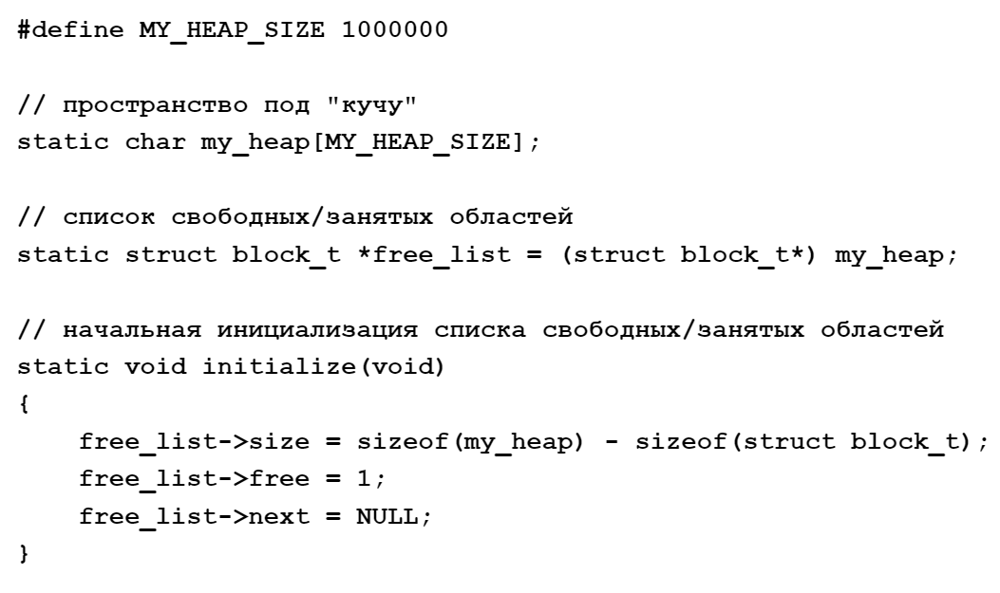 #define MY_HEAP_SIZE 1000000

// пространство под "кучу"
static char my_heap[MY_HEAP_SIZE];

// список свободных/занятых областей
static struct block_t *free_list = (struct block_t*) my_heap;

// начальная инициализация списка свободных/занятых областей
static void initialize(void)
{
    free_list->size = sizeof(my_heap) - sizeof(struct block_t);
    free_list->free = 1;
    free_list->next = NULL;
}